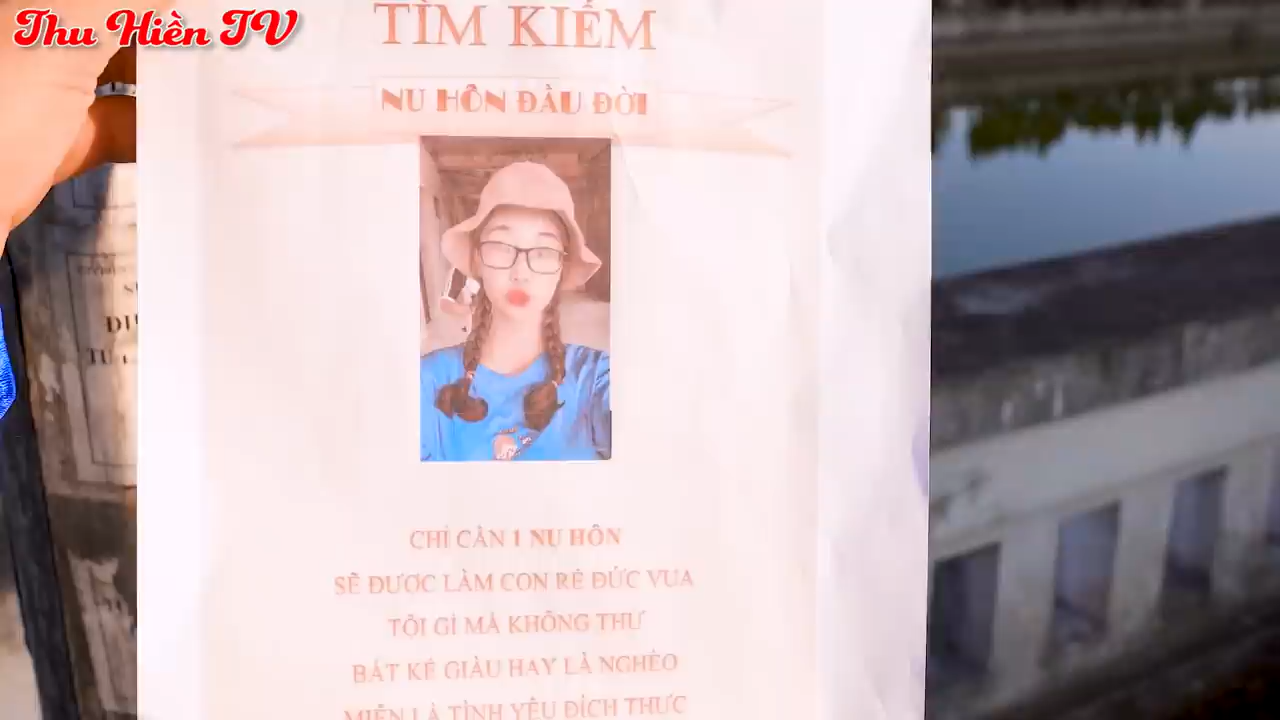 Thu Hiền TV
TÌM KIẾM
NỤ HÔN ĐẦU ĐỜI
CHỈ CẦN 1 NỤ HÔN
SẼ ĐƯỢC LÀM CON RỂ ĐỨC VUA
TỘI GÌ MÀ KHÔNG THỬ
BẤT KỂ GIÀU HAY LÀ NGHÈO
MIỄN LÀ TÌNH YÊU ĐÍCH THỰC